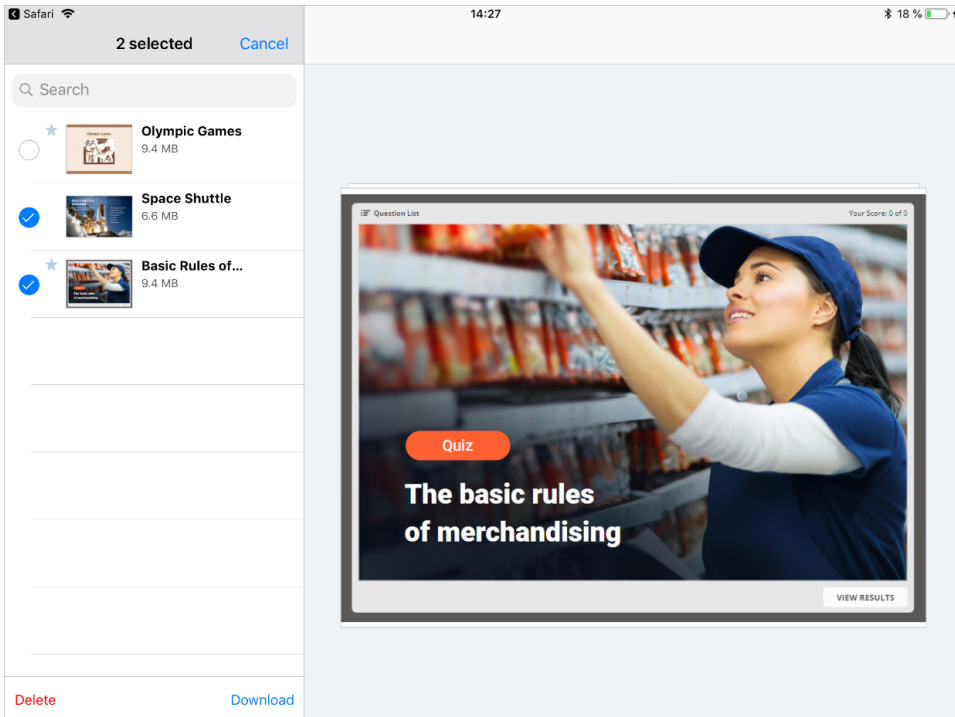 Safari
14:27
18 %
2 selected
Cancel
Search
Olympic Games
9.4 MB
Space Shuttle
6.6 MB
Basic Rules of...
9.4 MB
Delete
Download
Question List
Your Score: 0 of 0
Quiz
The basic rules
of merchandising
VIEW RESULTS